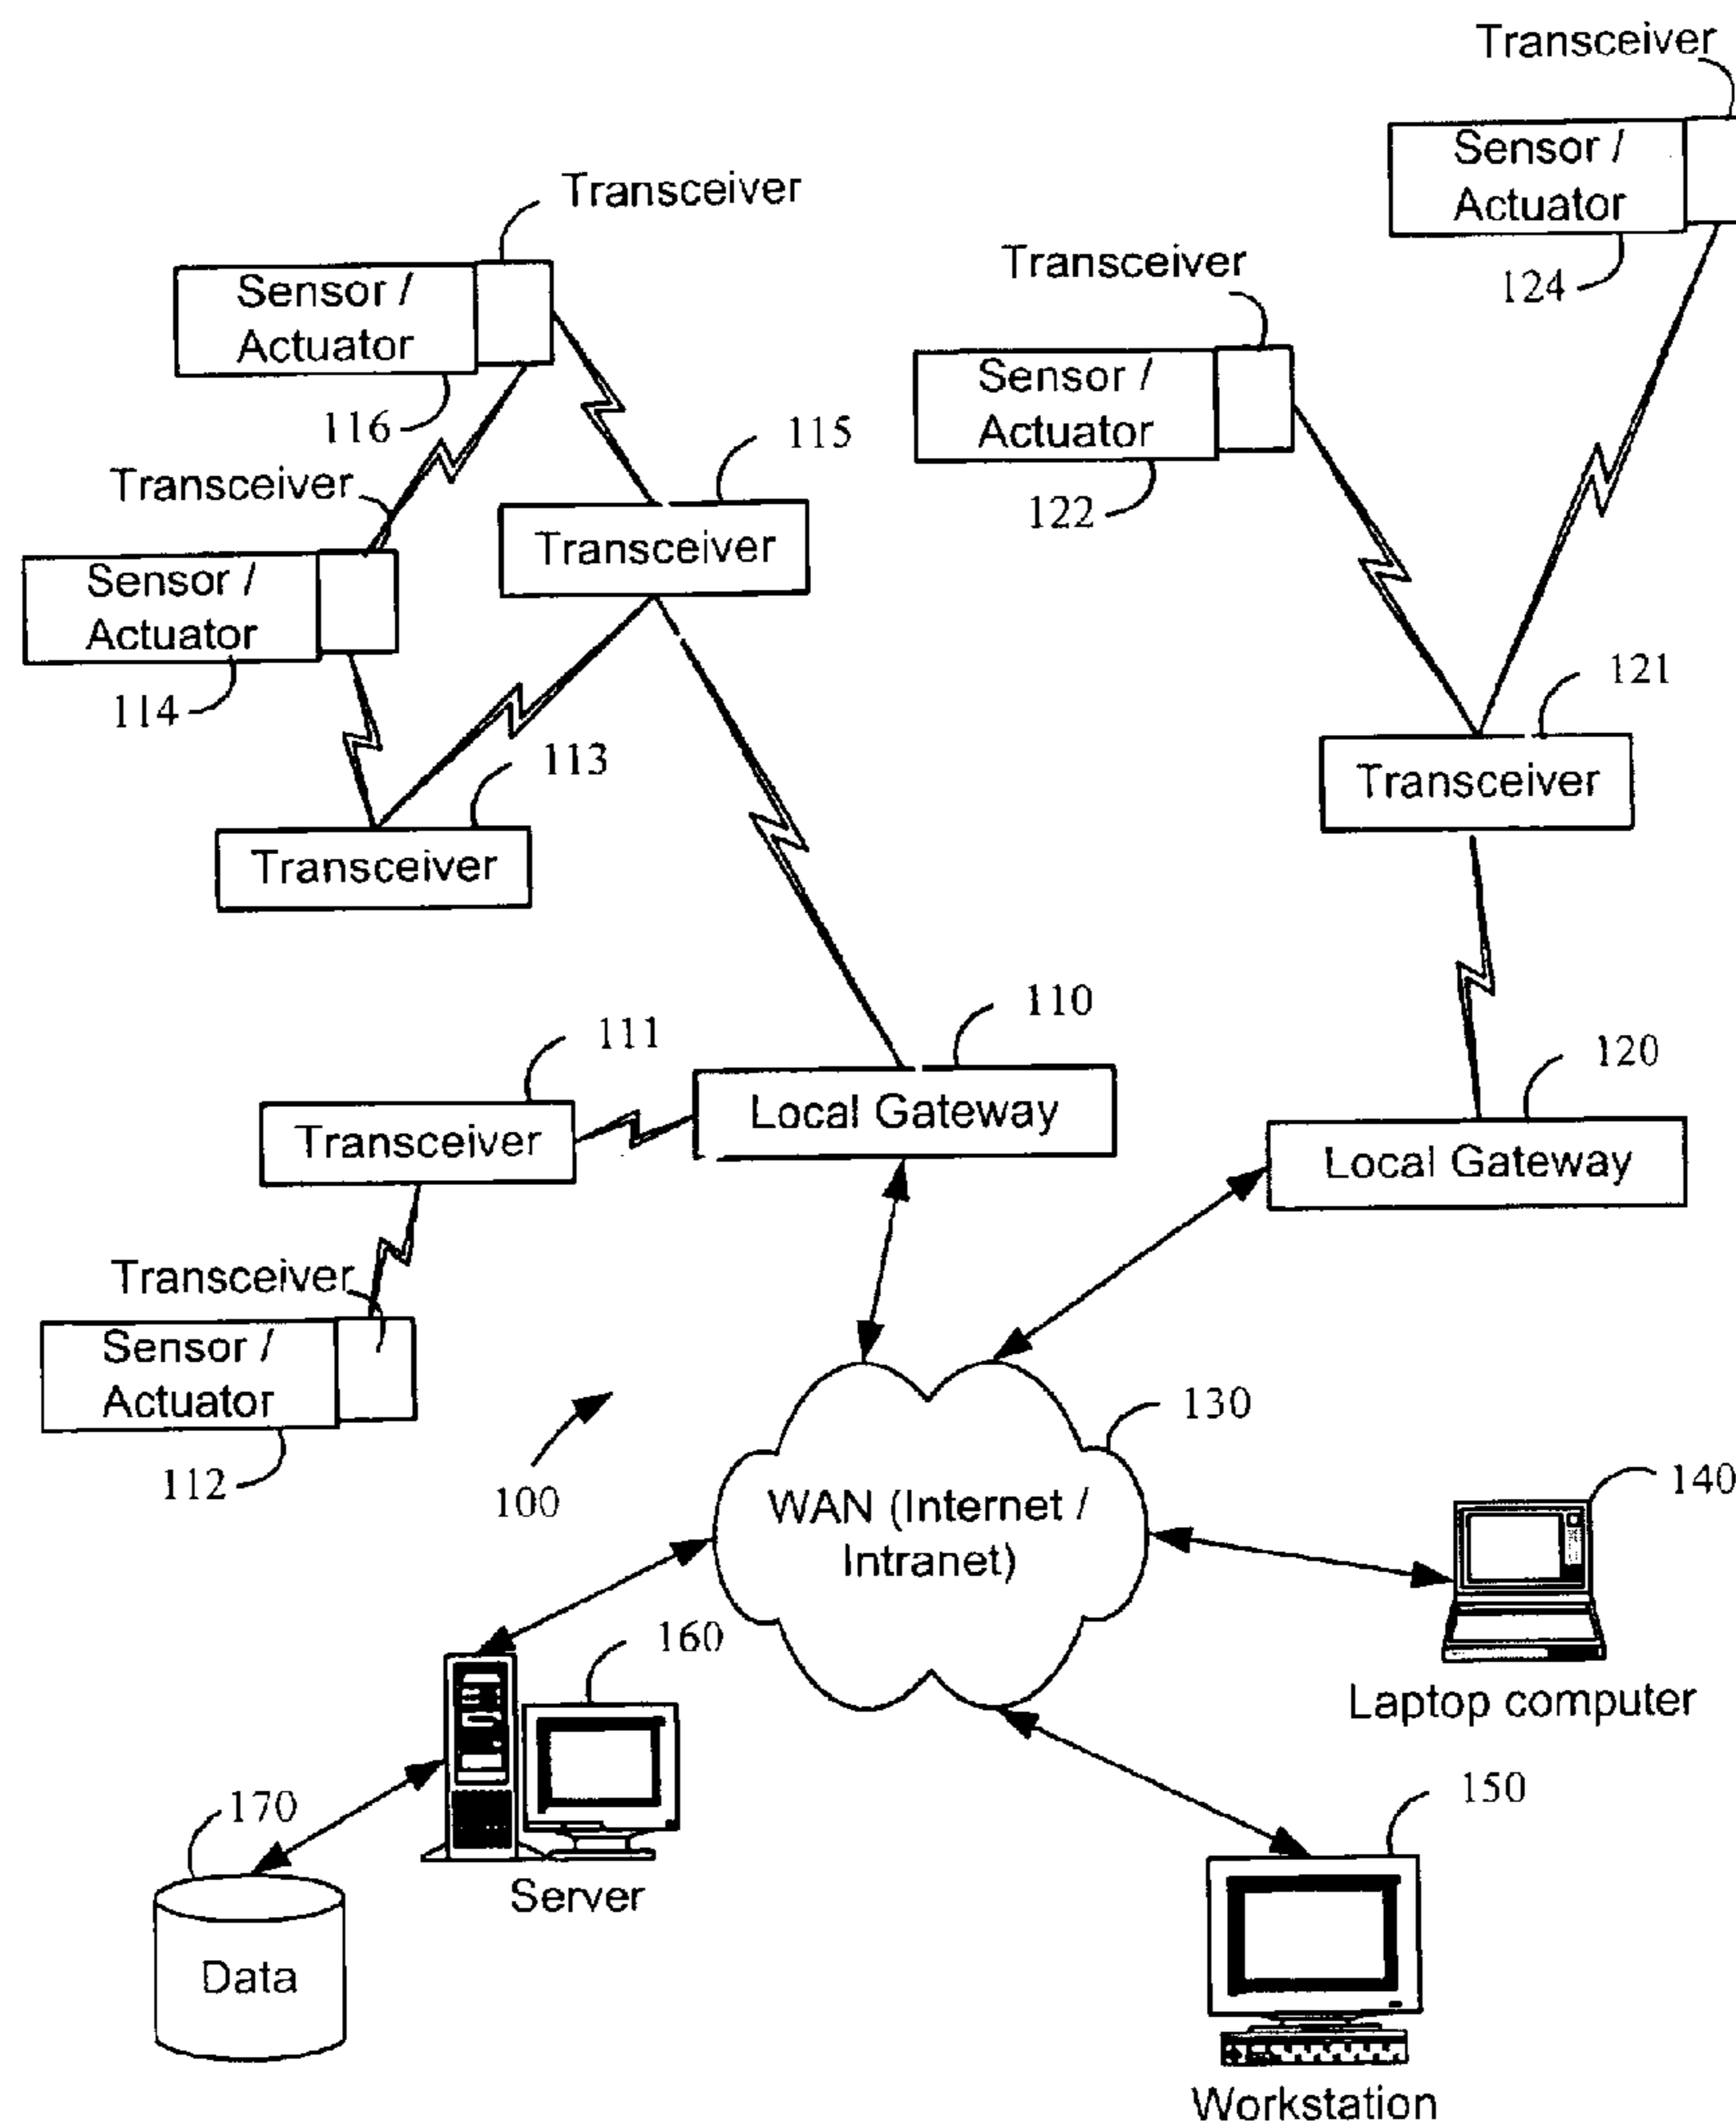 Transceiver
Sensor /
Actuator
124
Transceiver
Sensor /
Actuator
116
Transceiver
Sensor /
Actuator
122
115
Transceiver
Transceiver
Sensor /
Actuator
114
121
Transceiver
113
Transceiver
110
Local Gateway
111
Transceiver
120
Local Gateway
Transceiver
Sensor /
Actuator
112
100
130
WAN (Internet /
Intranet)
140
Laptop computer
160
Server
150
Workstation
170
Data